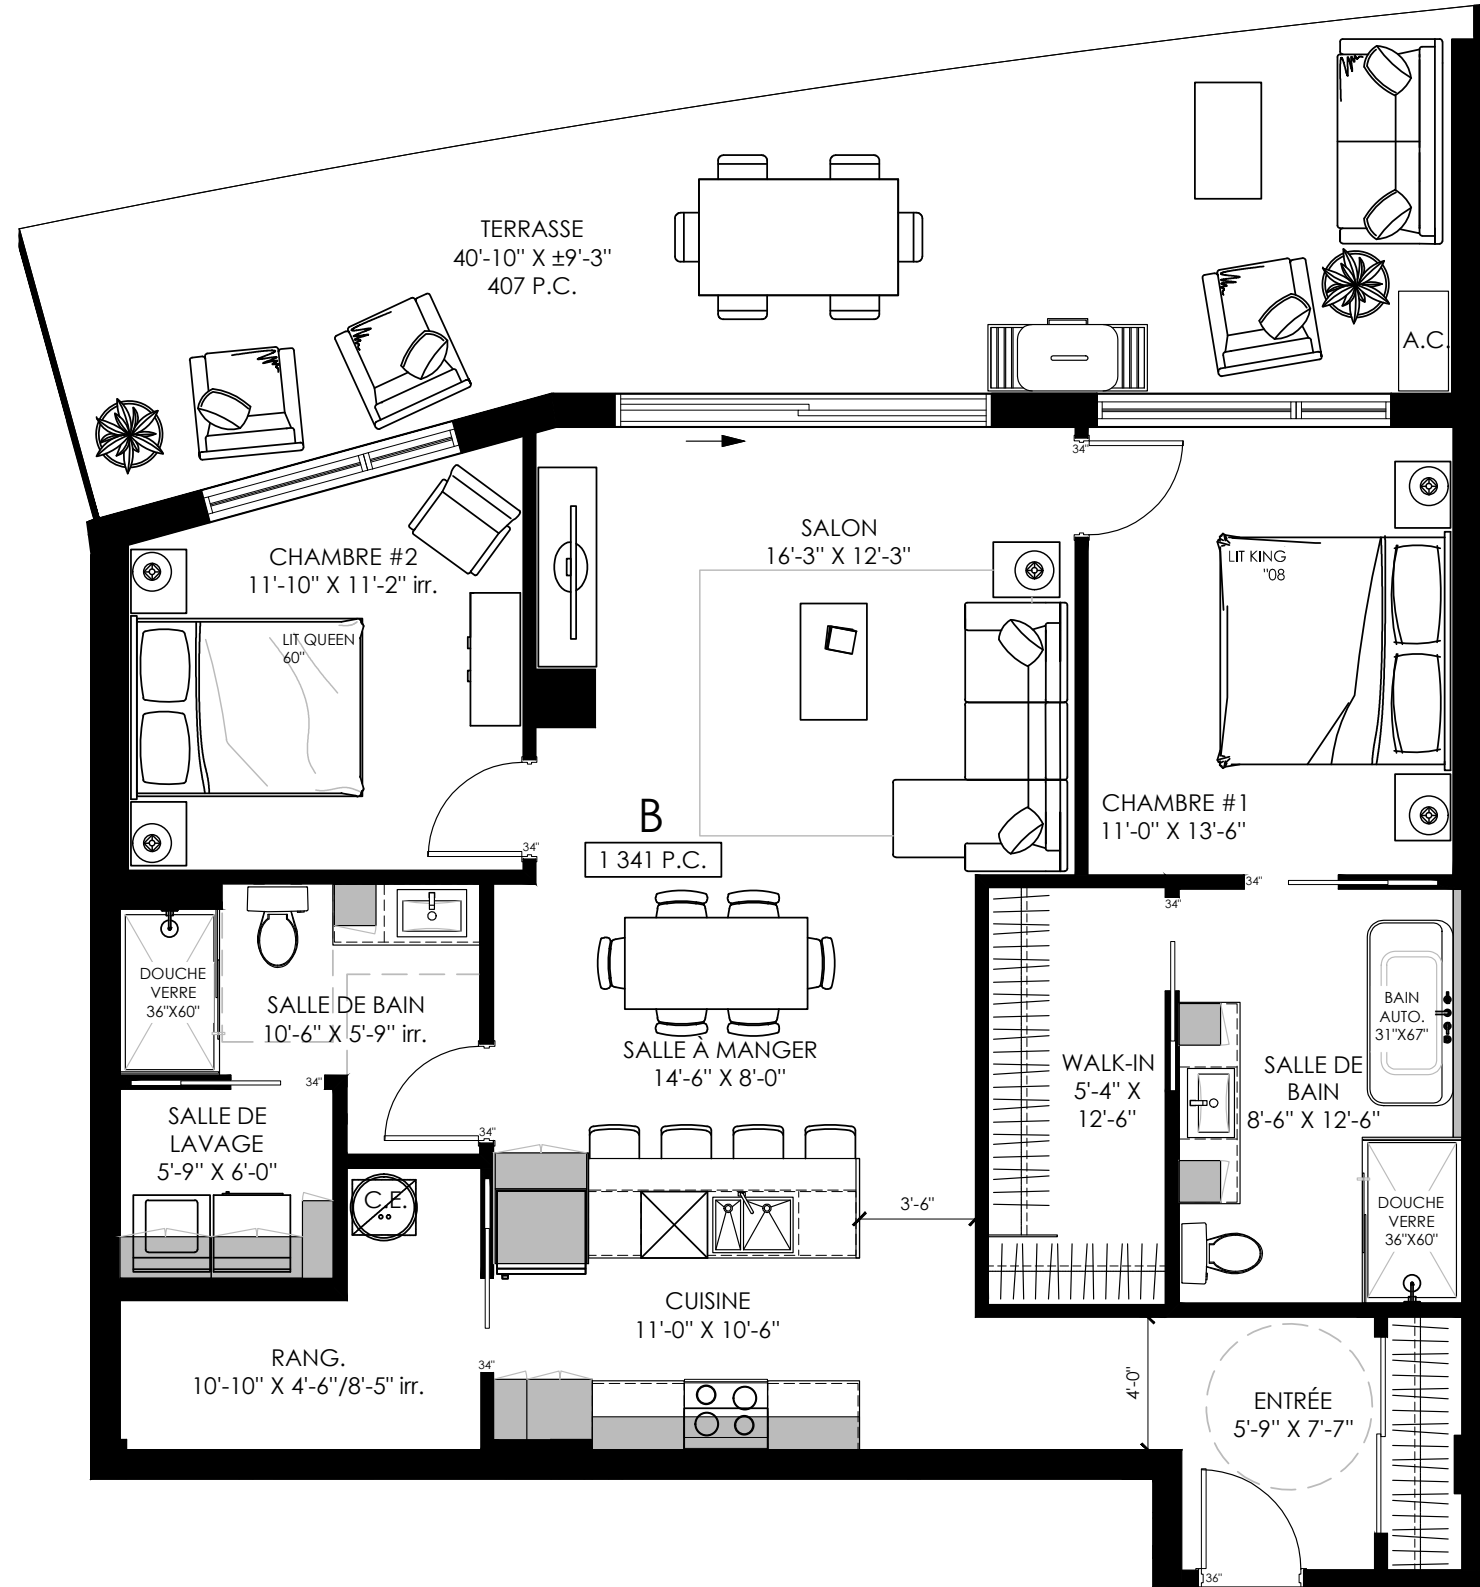 TERRASSE
40'-10" X ±9'-3"
407 P.C.
A.C.
34"
SALON
16'-3" X 12'-3"
CHAMBRE #2
11'-10" X 11'-2" irr.
LIT KING
"08
LIT QUEEN
60"
CHAMBRE #1
11'-0" X 13'-6"
B
1 341 P.C.
34"
34"
34"
DOUCHE
VERRE
36"X60"
SALLE DE BAIN
10'-6" X 5'-9" irr.
BAIN
AUTO.
31"X67"
SALLE À MANGER
14'-6" X 8'-0"
WALK-IN
5'-4" X
12'-6"
SALLE DE
BAIN
8'-6" X 12'-6"
34"
SALLE DE
LAVAGE
5'-9" X 6'-0"
34"
C.E.
3'-6"
DOUCHE
VERRE
36"X60"
CUISINE
11'-0" X 10'-6"
RANG.
10'-10" X 4'-6"/8'-5" irr.
34"
4'-0"
ENTRÉE
5'-9" X 7'-7"
36"